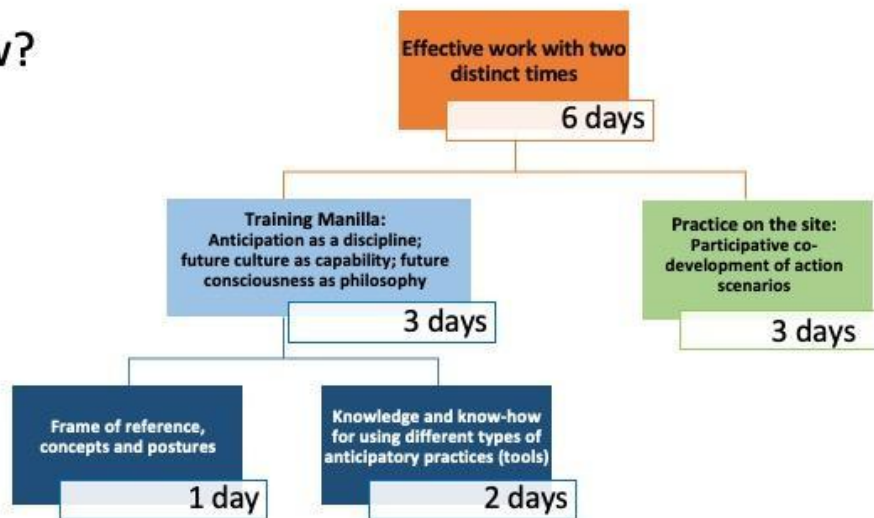 w?
Effective work with two
distinct times
6 days
Training Manilla:
Anticipation as a discipline;
future culture as capability; future
consciousness as philosophy
3 days
Practice on the site:
Participative co-
development of action
scenarios
3 days
Frame of reference,
concepts and postures
1 day
Knowledge and know-how
for using different types of
anticipatory practices (tools)
2 days